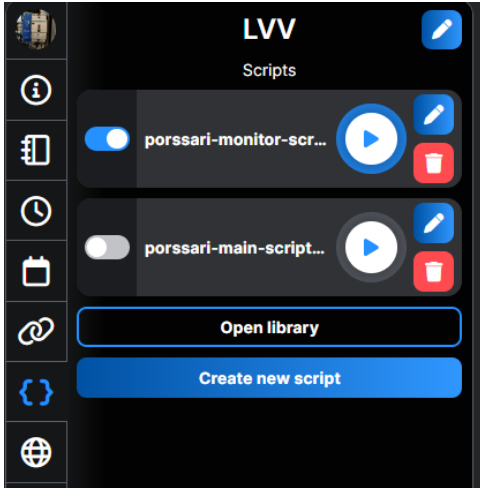 LVV
Scripts
porssari-monitor-scr...
porssari-main-script...
Open library
Create new script